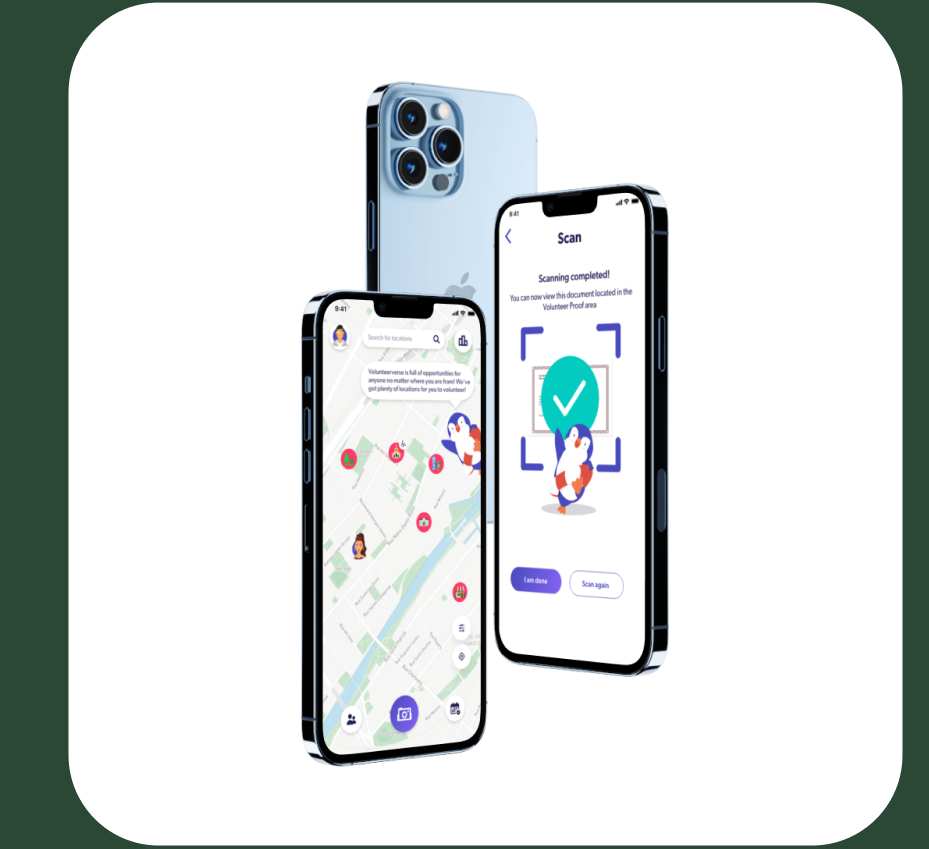 9:41
Scan
Scanning completed!
You can now view this document located in the
Volunteer Proof area
I am done
Scan again
9:41
Search for locations
Volunteerverse is full of opportunities for
anyone no matter where you are from! We've
got plenty of locations for you to volunteer!